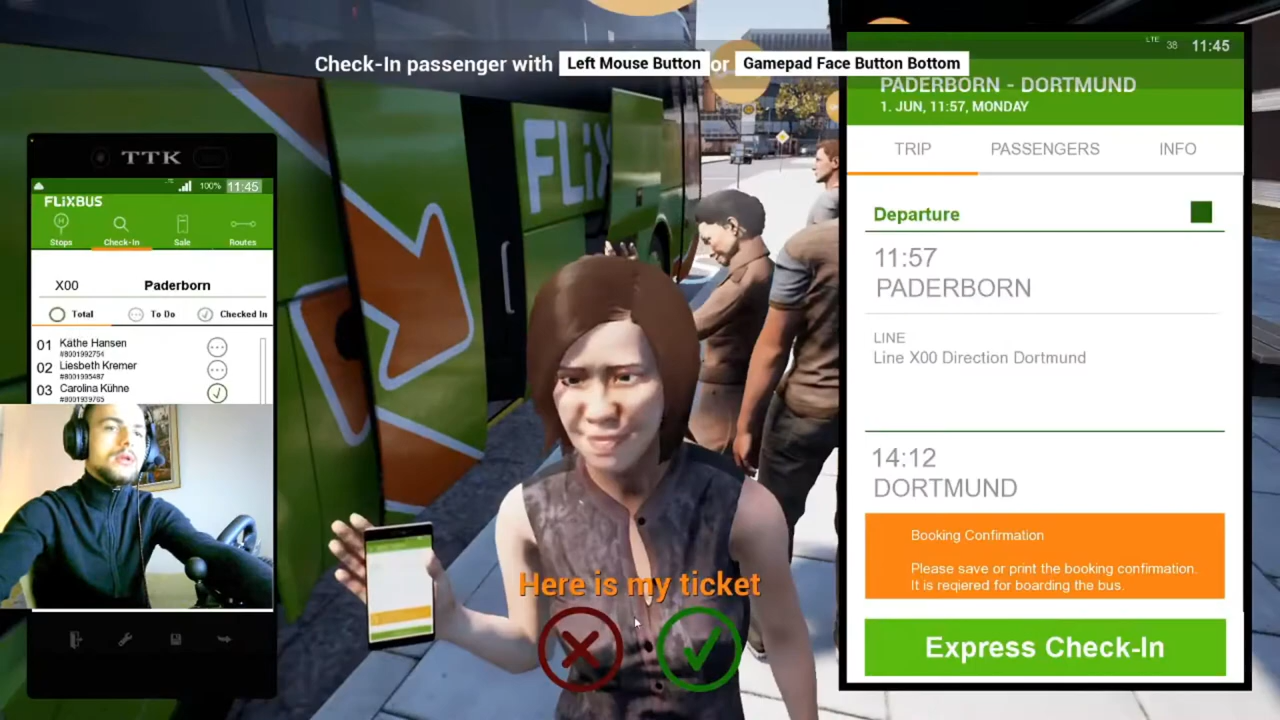 Check-In passenger with Left Mouse Button or Gamepad Face Button Bottom
TTK
100% 11:45
FLiXBUS
Stops Check-In Sale Routes
X00 Paderborn
Total To Do Checked In
01 Käthe Hansen
#8001992754
02 Liesbeth Kremer
#8001995487
03 Carolina Kühne
#8001939765
FLiX
Here is my ticket
LTE 38 11:45
PADERBORN - DORTMUND
1. JUN, 11:57, MONDAY
TRIP PASSENGERS INFO
Departure
11:57
PADERBORN
LINE
Line X00 Direction Dortmund
14:12
DORTMUND
Booking Confirmation
Please save or print the booking confirmation.
It is reqiered for boarding the bus.
Express Check-In